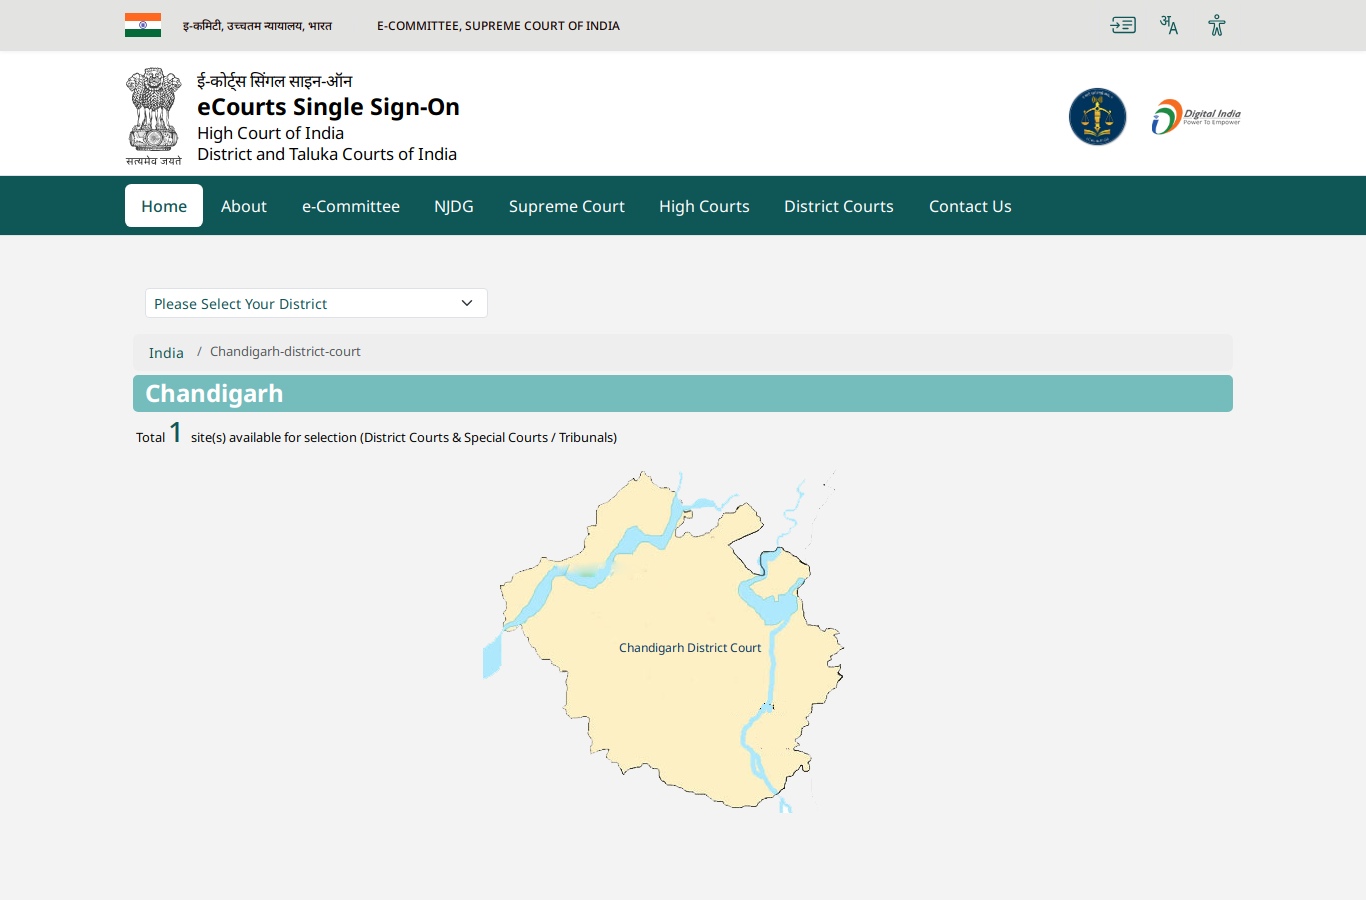 इ-कमिटी, उच्चतम न्यायालय, भारत
E-COMMITTEE, SUPREME COURT OF INDIA
ई-कोर्ट्स सिंगल साइन-ऑन
eCourts Single Sign-On
High Court of India
District and Taluka Courts of India
सत्यमेव जयते
Digital India
Power To Empower
Home About e-Committee NJDG Supreme Court High Courts District Courts Contact Us
Please Select Your District
India / Chandigarh-district-court
Chandigarh
Total 1 site(s) available for selection (District Courts & Special Courts / Tribunals)
Chandigarh District Court